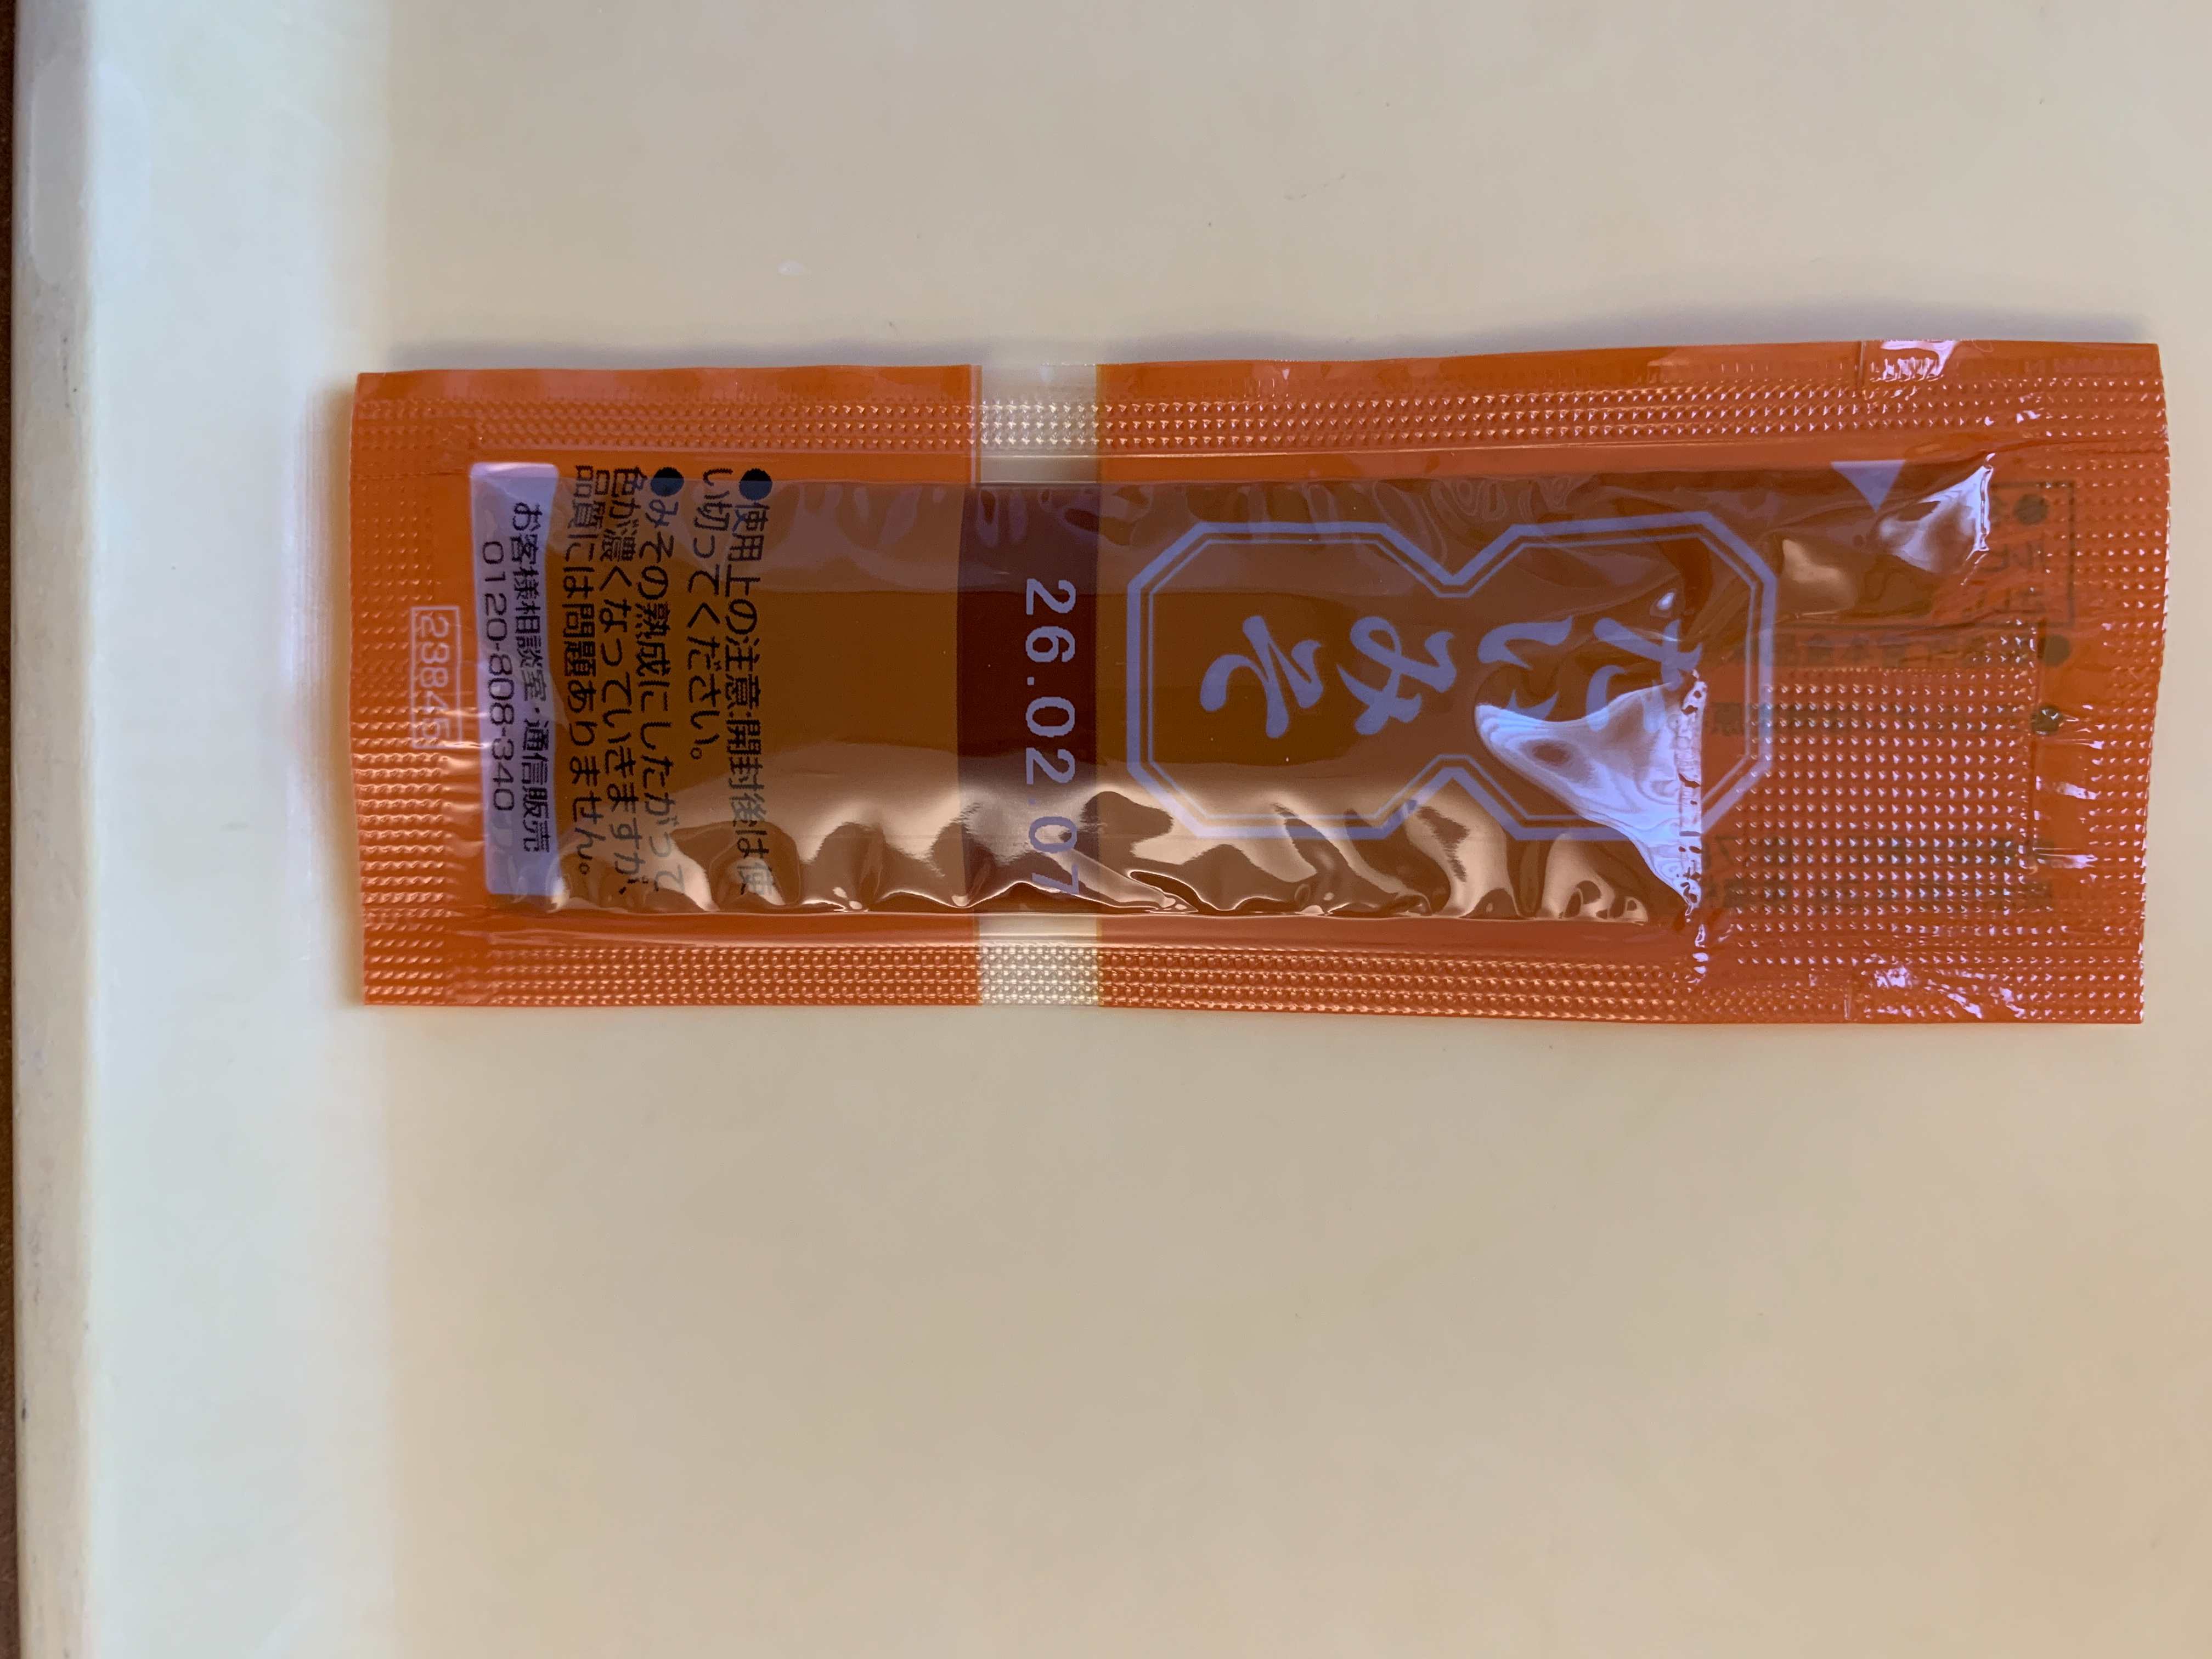 たい
みそ
26.02.07
●使用上の注意:開封後は使
い切ってください。
●みその熟成にしたがって
色が濃くなっていきますが、
品質には問題ありません。
お客様相談室・通信販売
0120-808-340